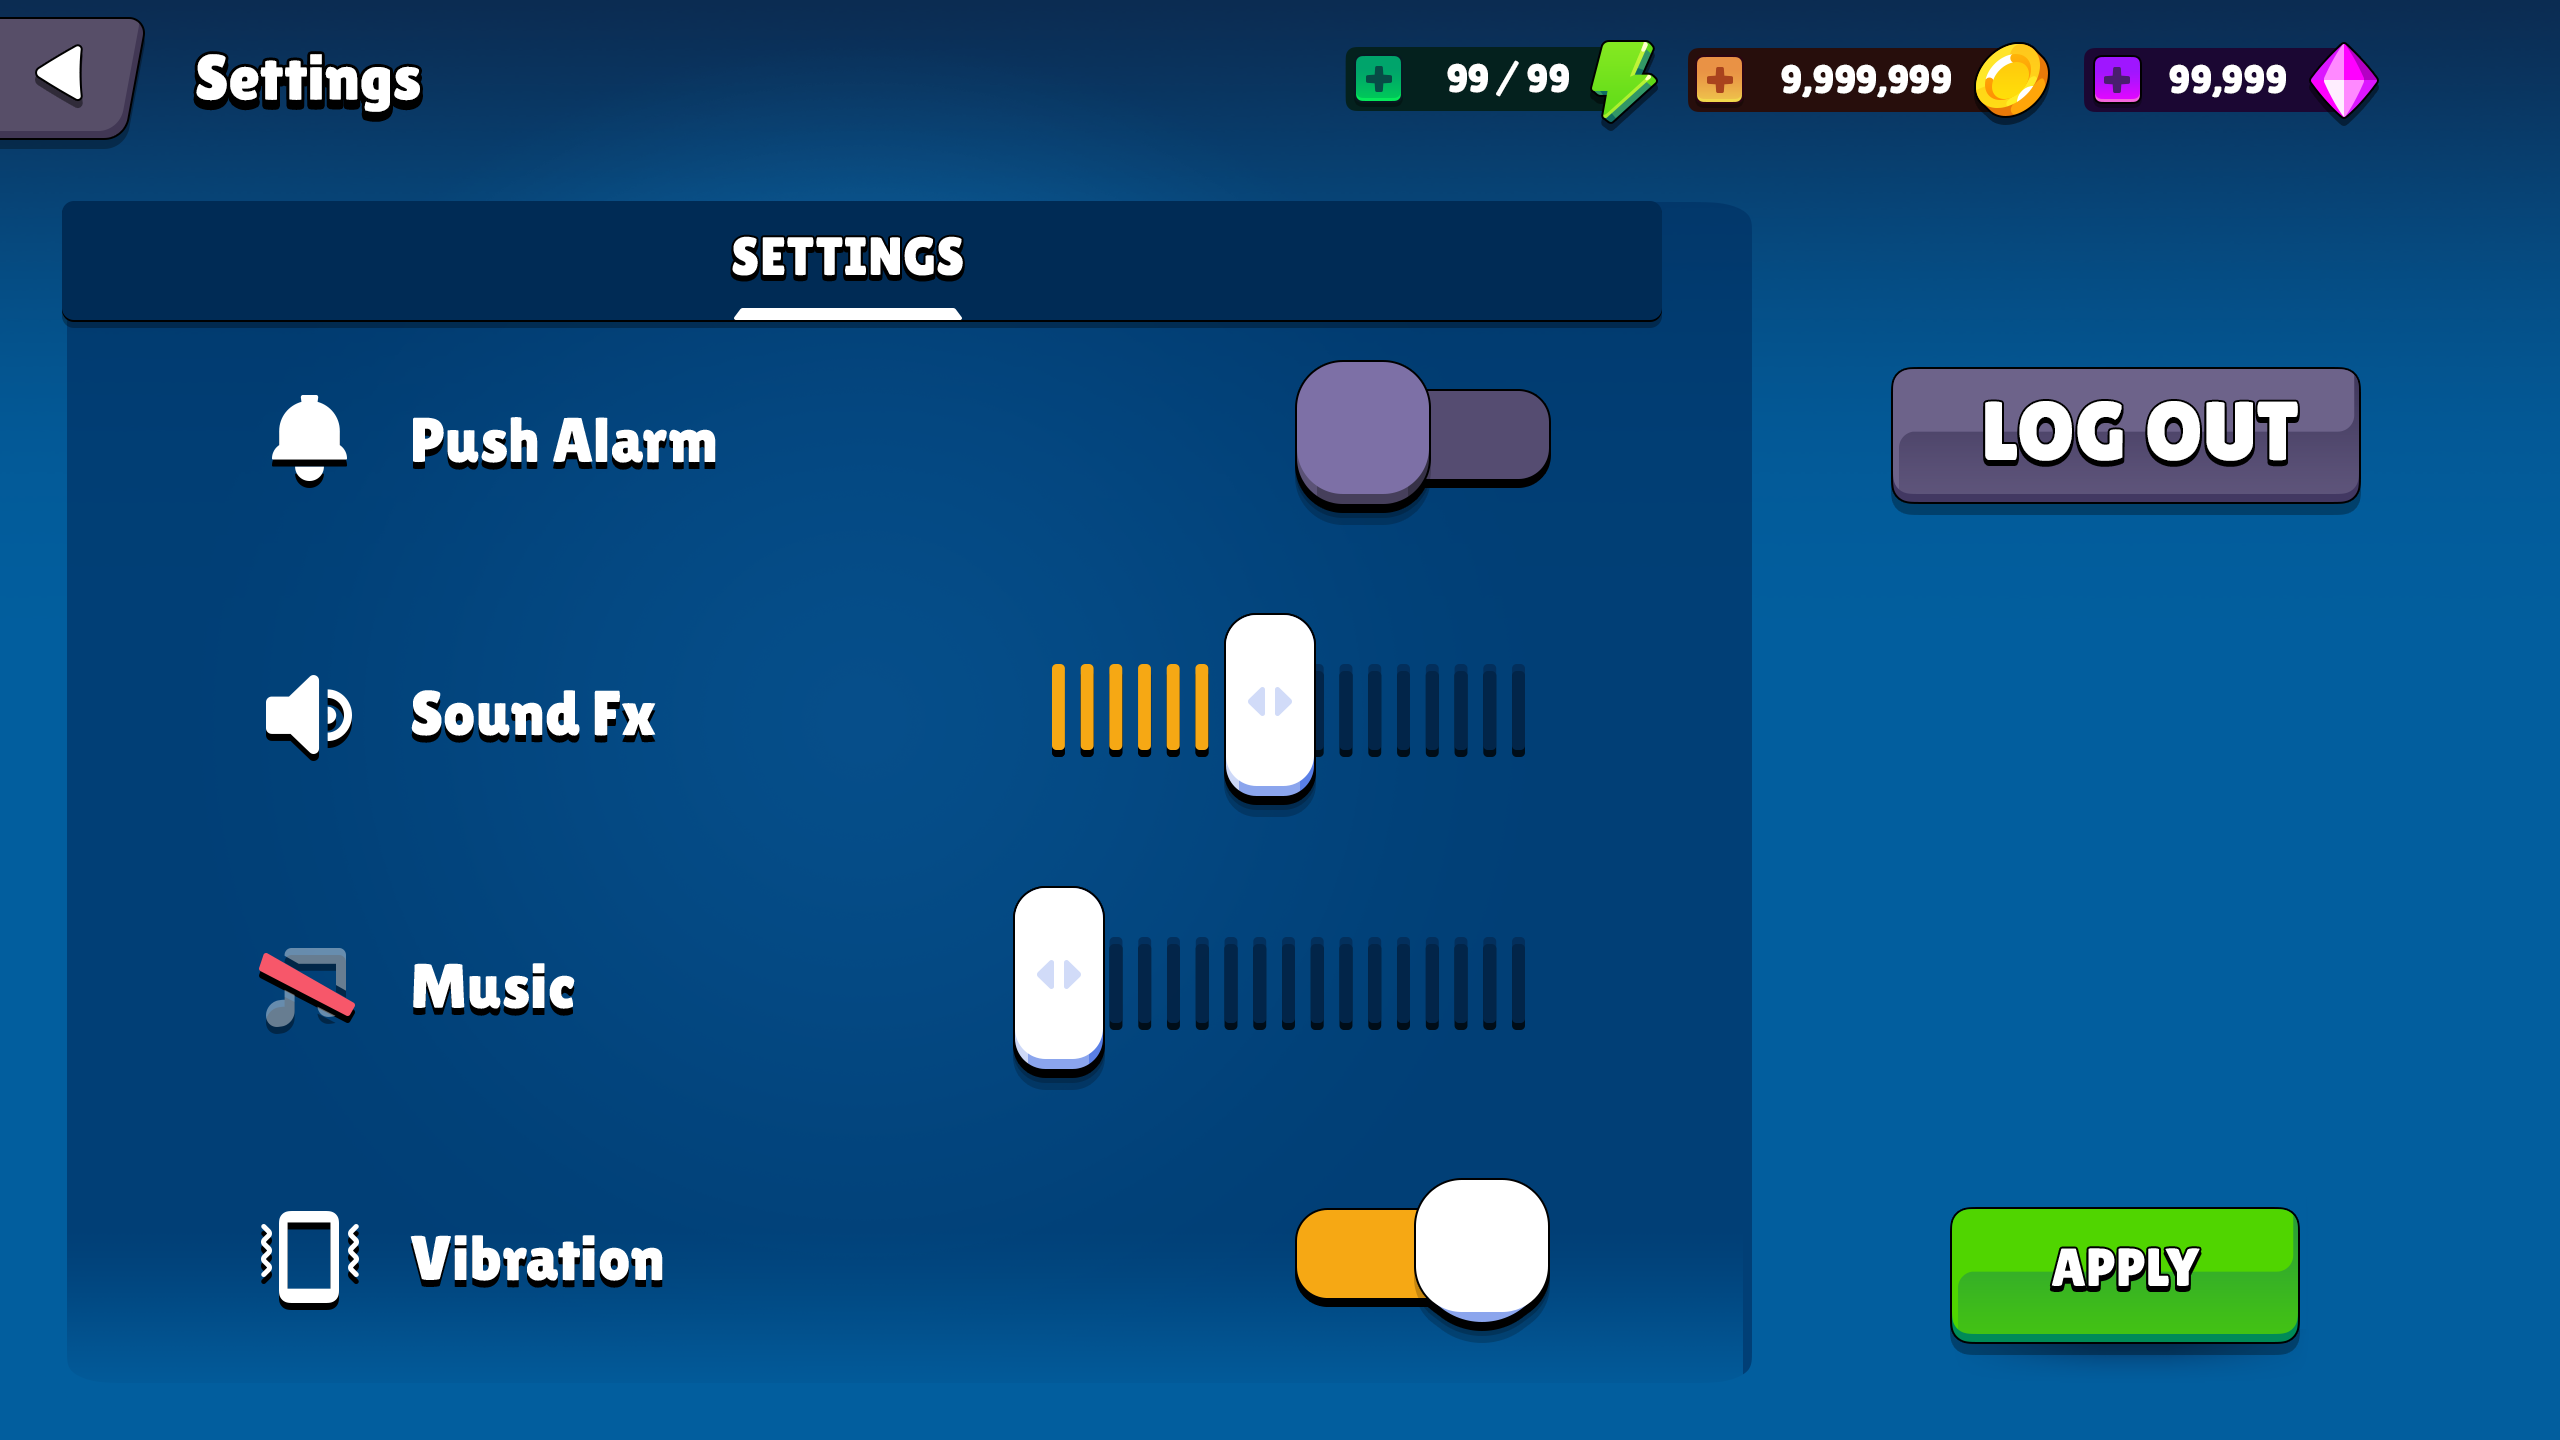 Settings
99 / 99
9,999,999
99,999
SETTINGS
Push Alarm
LOG OUT
Sound Fx
Music
Vibration
APPLY